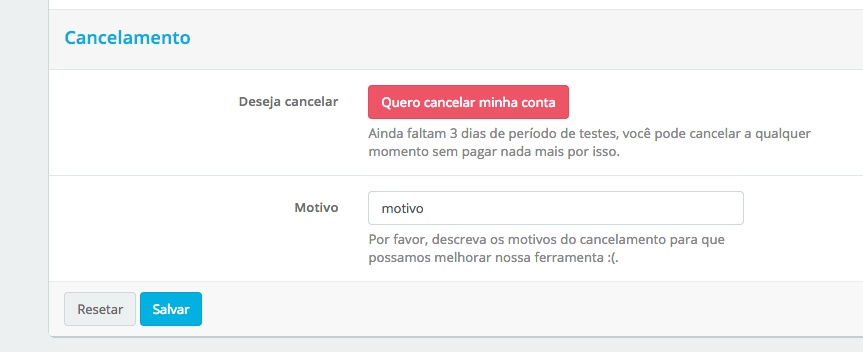 Cancelamento
Deseja cancelar
Quero cancelar minha conta
Ainda faltam 3 dias de período de testes, você pode cancelar a qualquer
momento sem pagar nada mais por isso.
Motivo
motivo
Por favor, descreva os motivos do cancelamento para que
possamos melhorar nossa ferramenta :(.
Resetar
Salvar